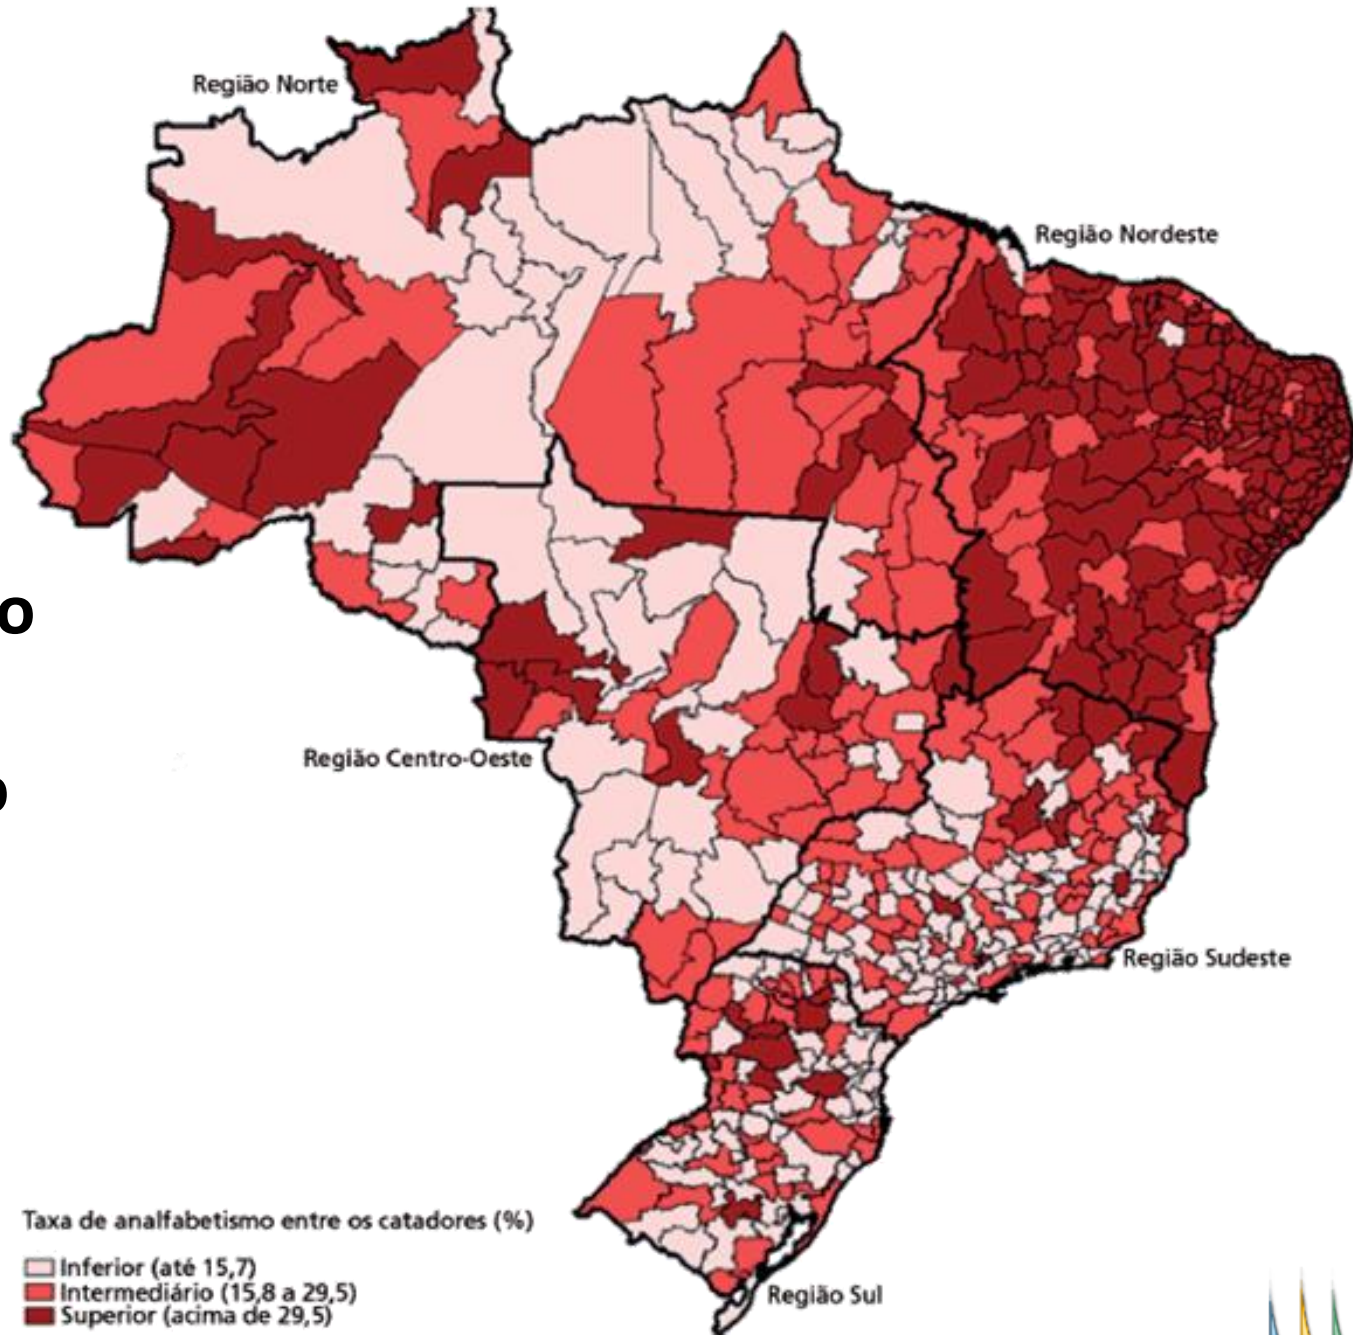 Região Norte
Região Nordeste
o
o
Região Centro-Oeste
Região Sudeste
Taxa de analfabetismo entre os catadores (%)
Inferior (até 15,7)
Intermediário (15,8 a 29,5)
Superior (acima de 29,5)
Região Sul